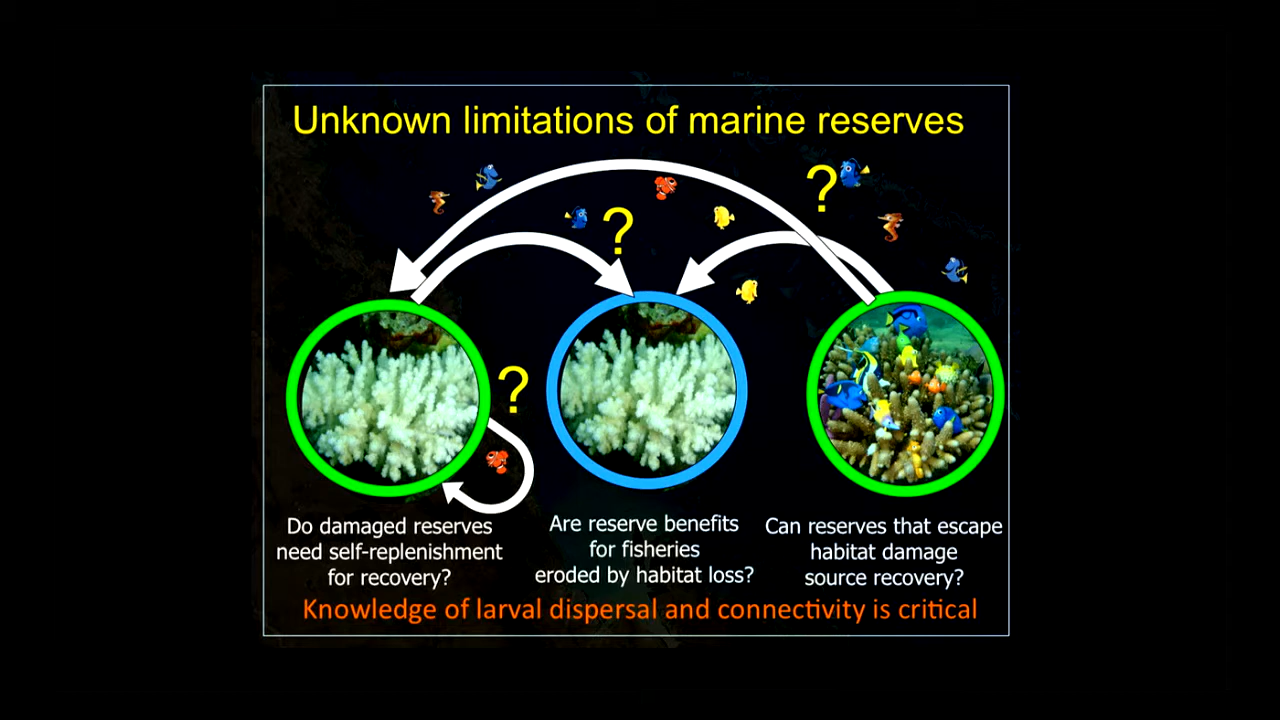 Unknown limitations of marine reserves
?
?
?
Do damaged reserves
need self-replenishment
for recovery?
Are reserve benefits
for fisheries
eroded by habitat loss?
Can reserves that escape
habitat damage
source recovery?
Knowledge of larval dispersal and connectivity is critical